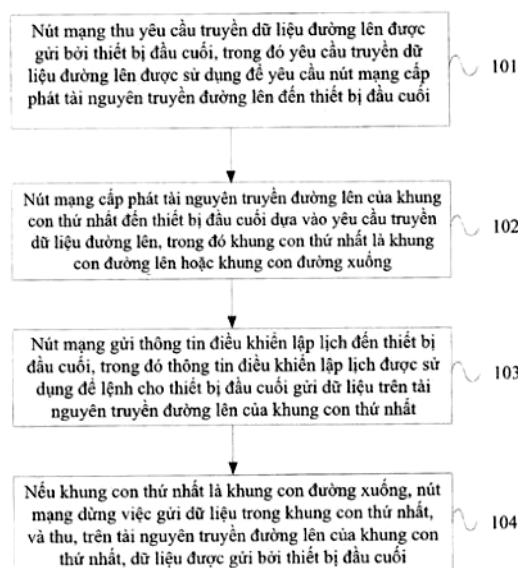 Nút mạng thu yêu cầu truyền dữ liệu đường lên được
gửi bởi thiết bị đầu cuối, trong đó yêu cầu truyền dữ
liệu đường lên được sử dụng để yêu cầu nút mạng cấp
phát tài nguyên truyền đường lên đến thiết bị đầu cuối
101
Nút mạng cấp phát tài nguyên truyền đường lên của khung
con thứ nhất đến thiết bị đầu cuối dựa vào yêu cầu truyền
dữ liệu đường lên, trong đó khung con thứ nhất là khung
con đường lên hoặc khung con đường xuống
102
Nút mạng gửi thông tin điều khiển lập lịch đến thiết bị
đầu cuối, trong đó thông tin điều khiển lập lịch được sử
dụng để lệnh cho thiết bị đầu cuối gửi dữ liệu trên tài
nguyên truyền đường lên của khung con thứ nhất
103
Nếu khung con thứ nhất là khung con đường xuống, nút
mạng dừng việc gửi dữ liệu trong khung con thứ nhất,
và thu, trên tài nguyên truyền đường lên của khung con
thứ nhất, dữ liệu được gửi bởi thiết bị đầu cuối
104